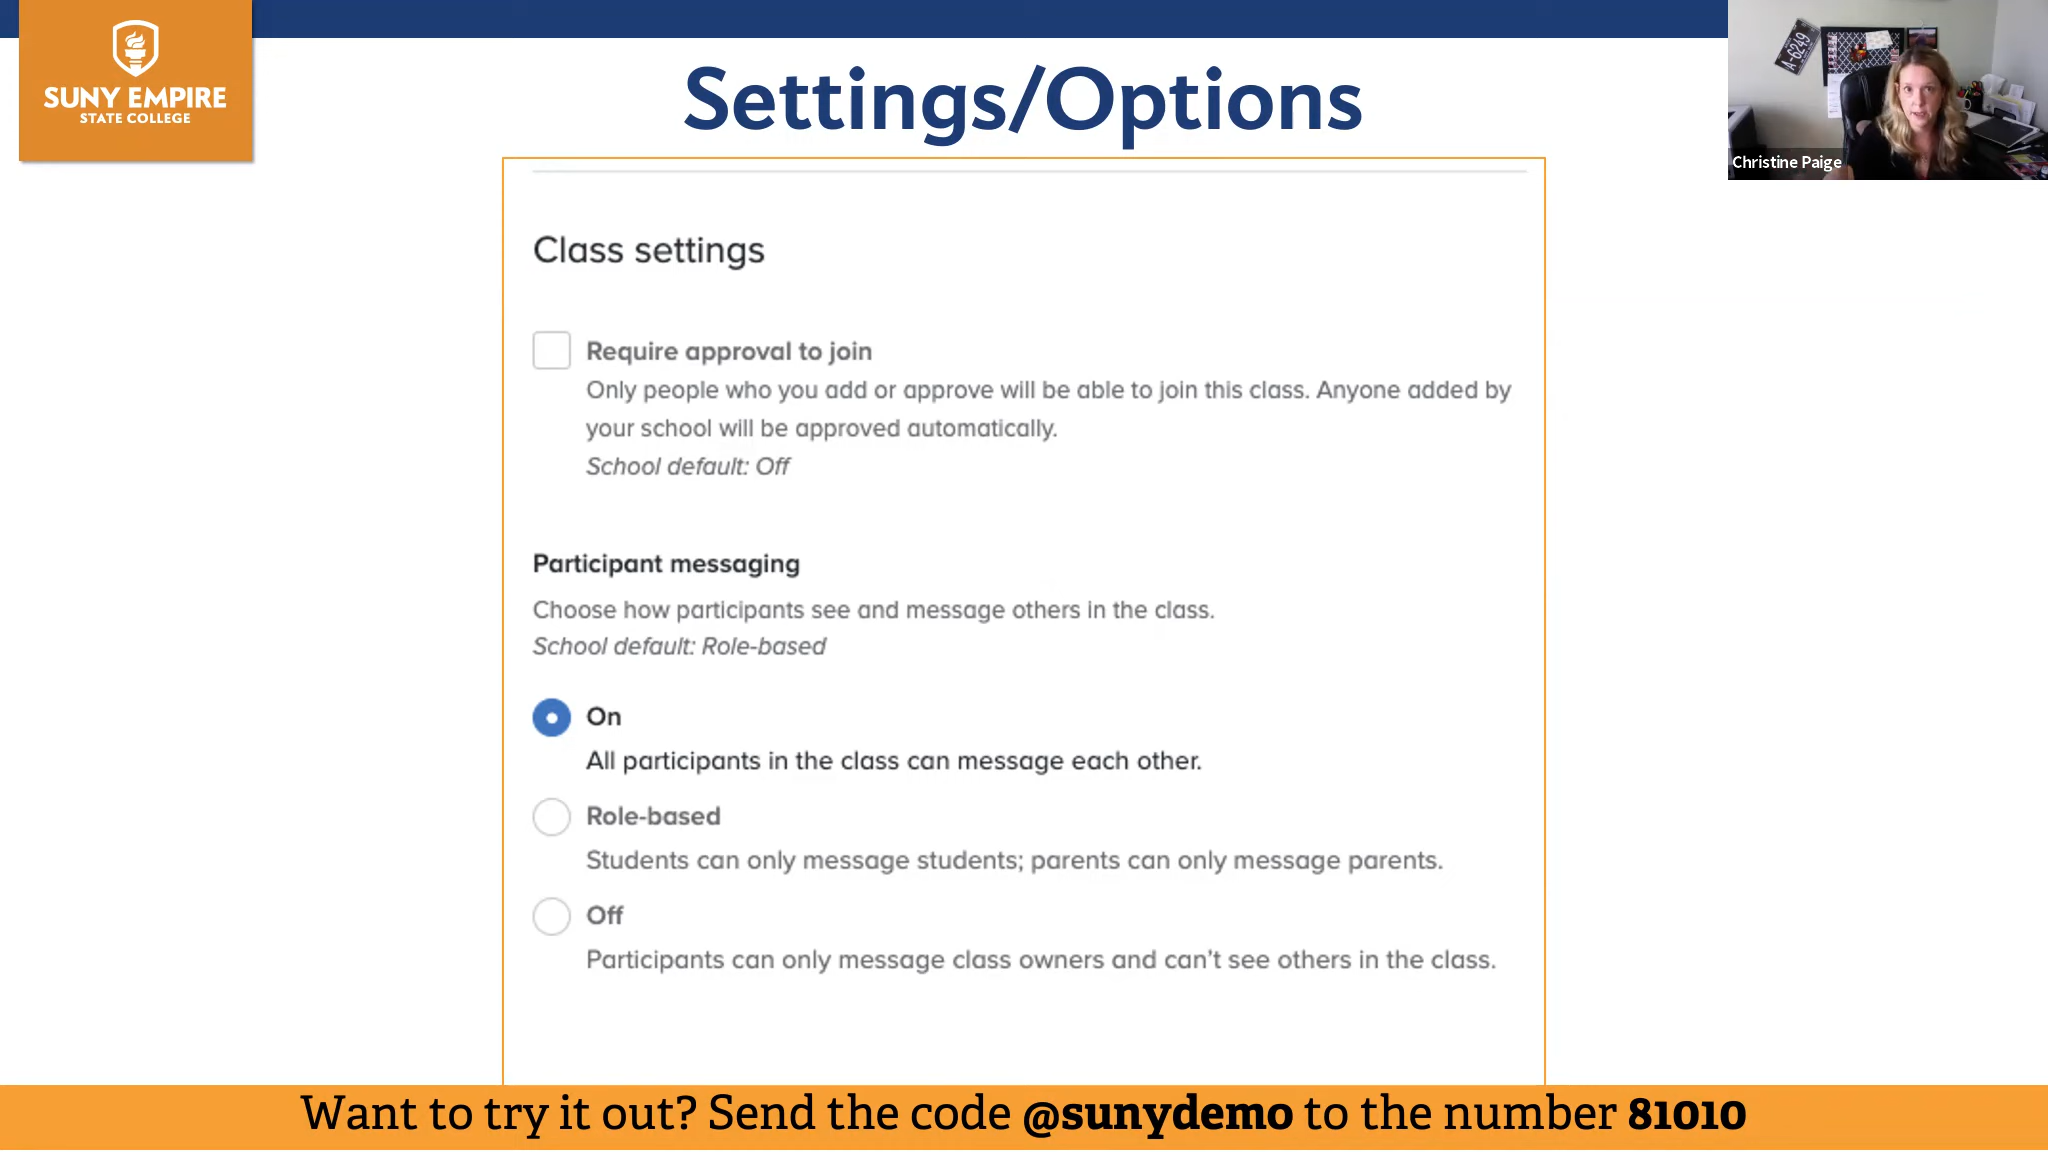 SUNY EMPIRE
STATE COLLEGE
Settings/Options
A-6249
Christine Paige
Class settings
Require approval to join
Only people who you add or approve will be able to join this class. Anyone added by
your school will be approved automatically.
School default: Off
Participant messaging
Choose how participants see and message others in the class.
School default: Role-based
On
All participants in the class can message each other.
Role-based
Students can only message students; parents can only message parents.
Off
Participants can only message class owners and can't see others in the class.
Want to try it out? Send the code @sunydemo to the number 81010